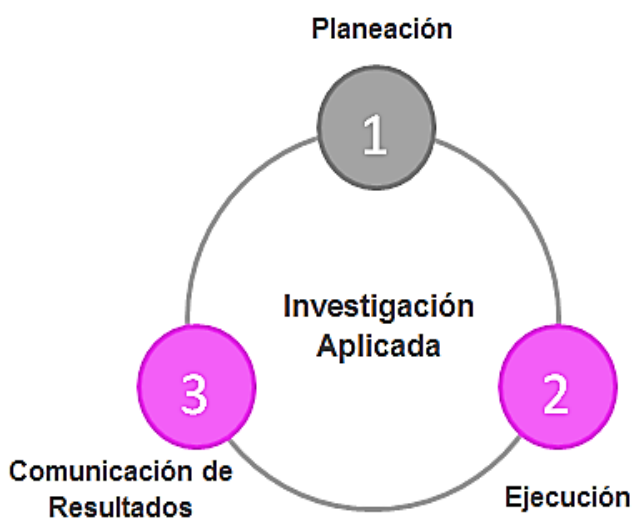 Planeación
1
Investigación
Aplicada
3
2
Comunicación de
Resultados
Ejecución